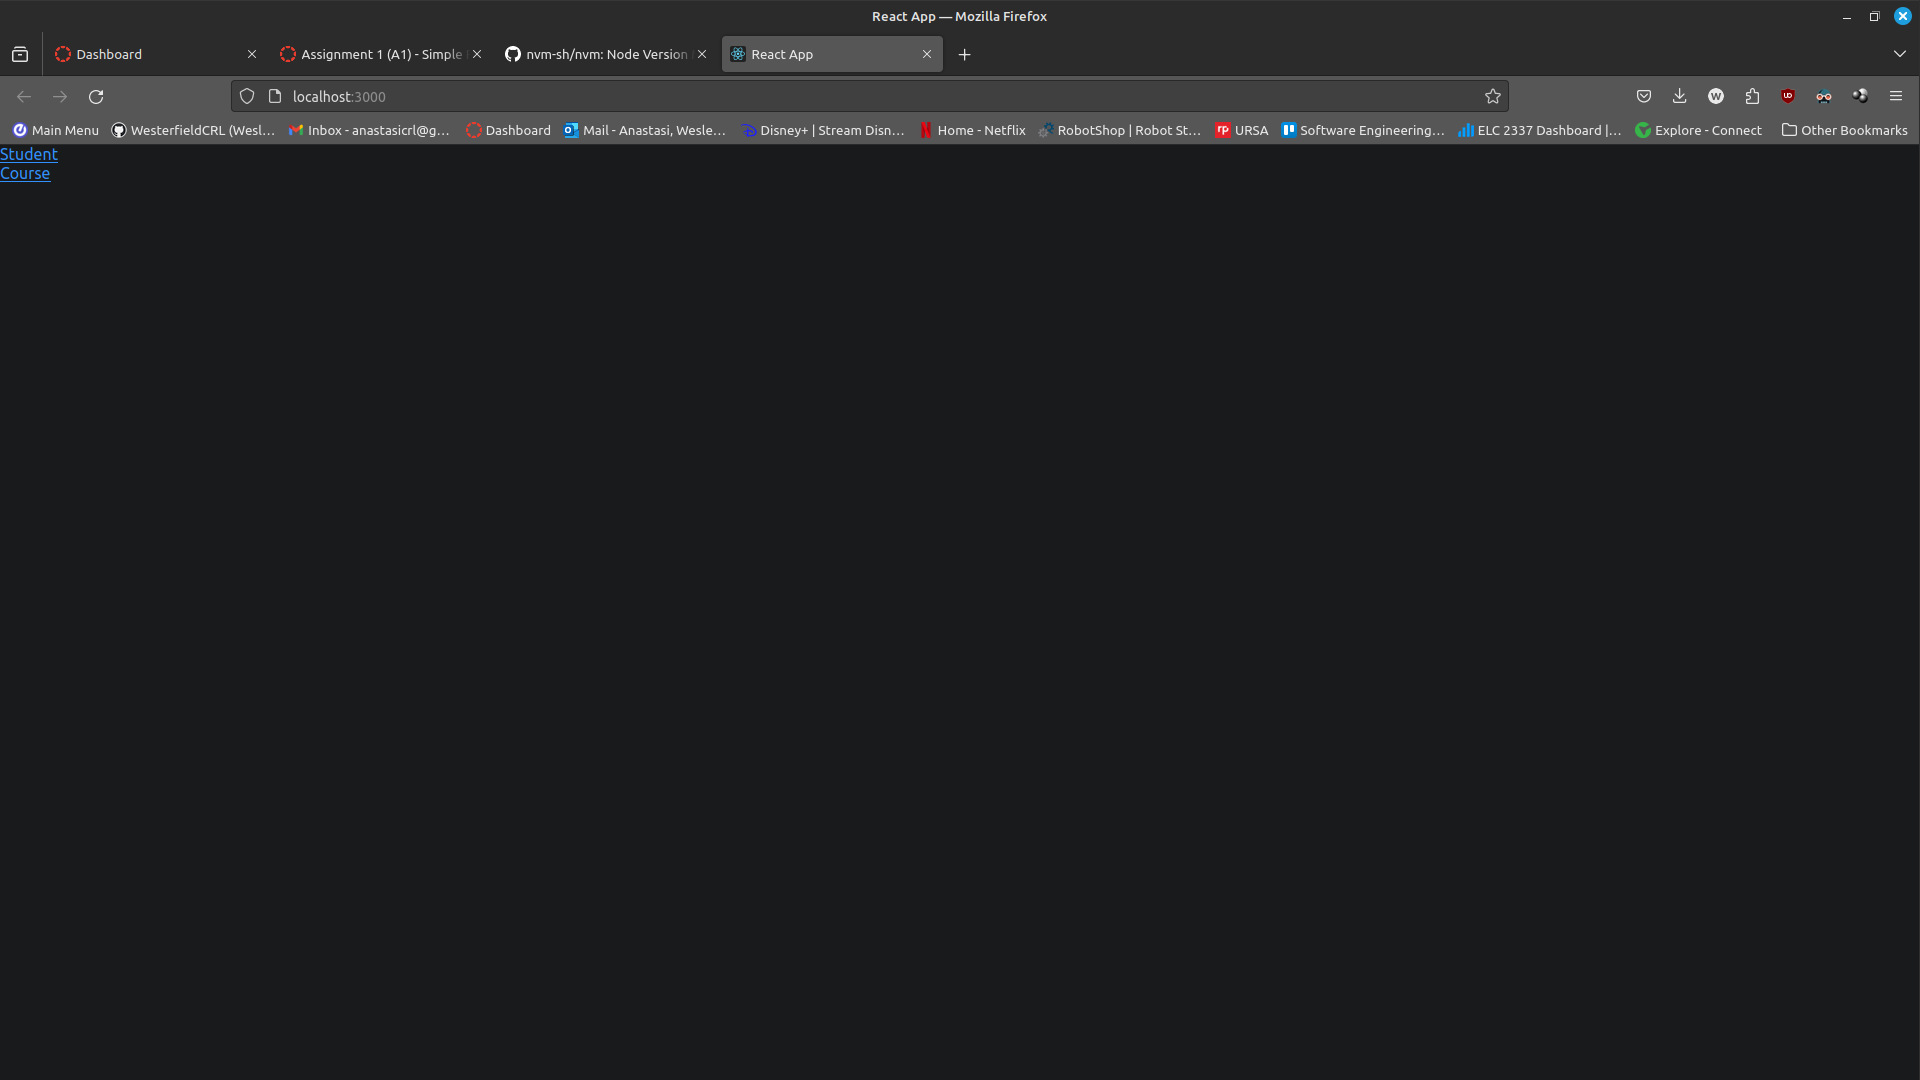 React App — Mozilla Firefox
Dashboard
Assignment 1 (A1) - Simple
nvm-sh/nvm: Node Version
React App
localhost:3000
W
UD
Main Menu
WesterfieldCRL (Wesl…
Inbox - anastasicrl@g…
Dashboard
Mail - Anastasi, Wesle…
Disney+ | Stream Disn…
Home - Netflix
RobotShop | Robot St…
rp URSA
Software Engineering…
ELC 2337 Dashboard |…
Explore - Connect
Other Bookmarks
Student
Course